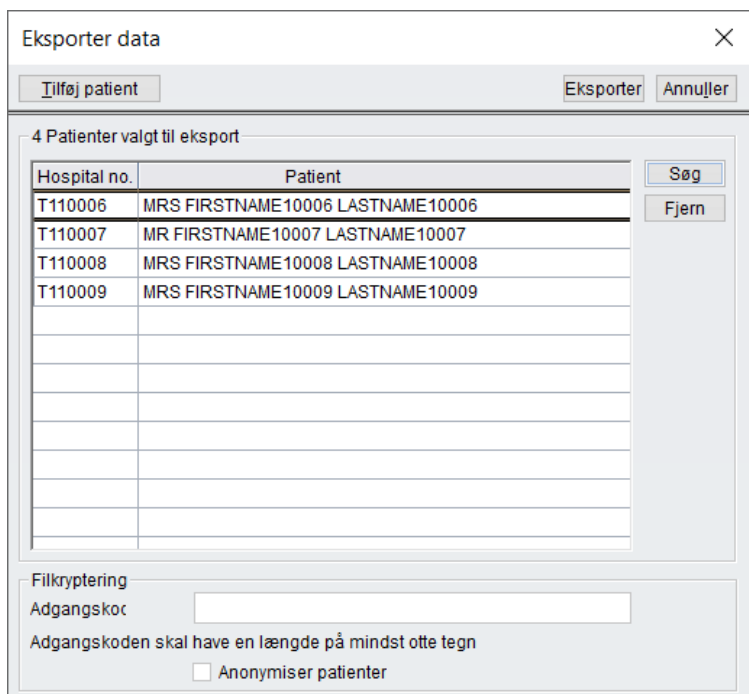 Eksporter data
Tilføj patient Eksporter Annuller
4 Patienter valgt til eksport
Hospital no. Patient Søg
T110006 MRS FIRSTNAME10006 LASTNAME10006 Fjern
T110007 MR FIRSTNAME10007 LASTNAME10007
T110008 MRS FIRSTNAME10008 LASTNAME10008
T110009 MRS FIRSTNAME10009 LASTNAME10009
Filkryptering
Adgangskod
Adgangskoden skal have en længde på mindst otte tegn
Anonymiser patienter